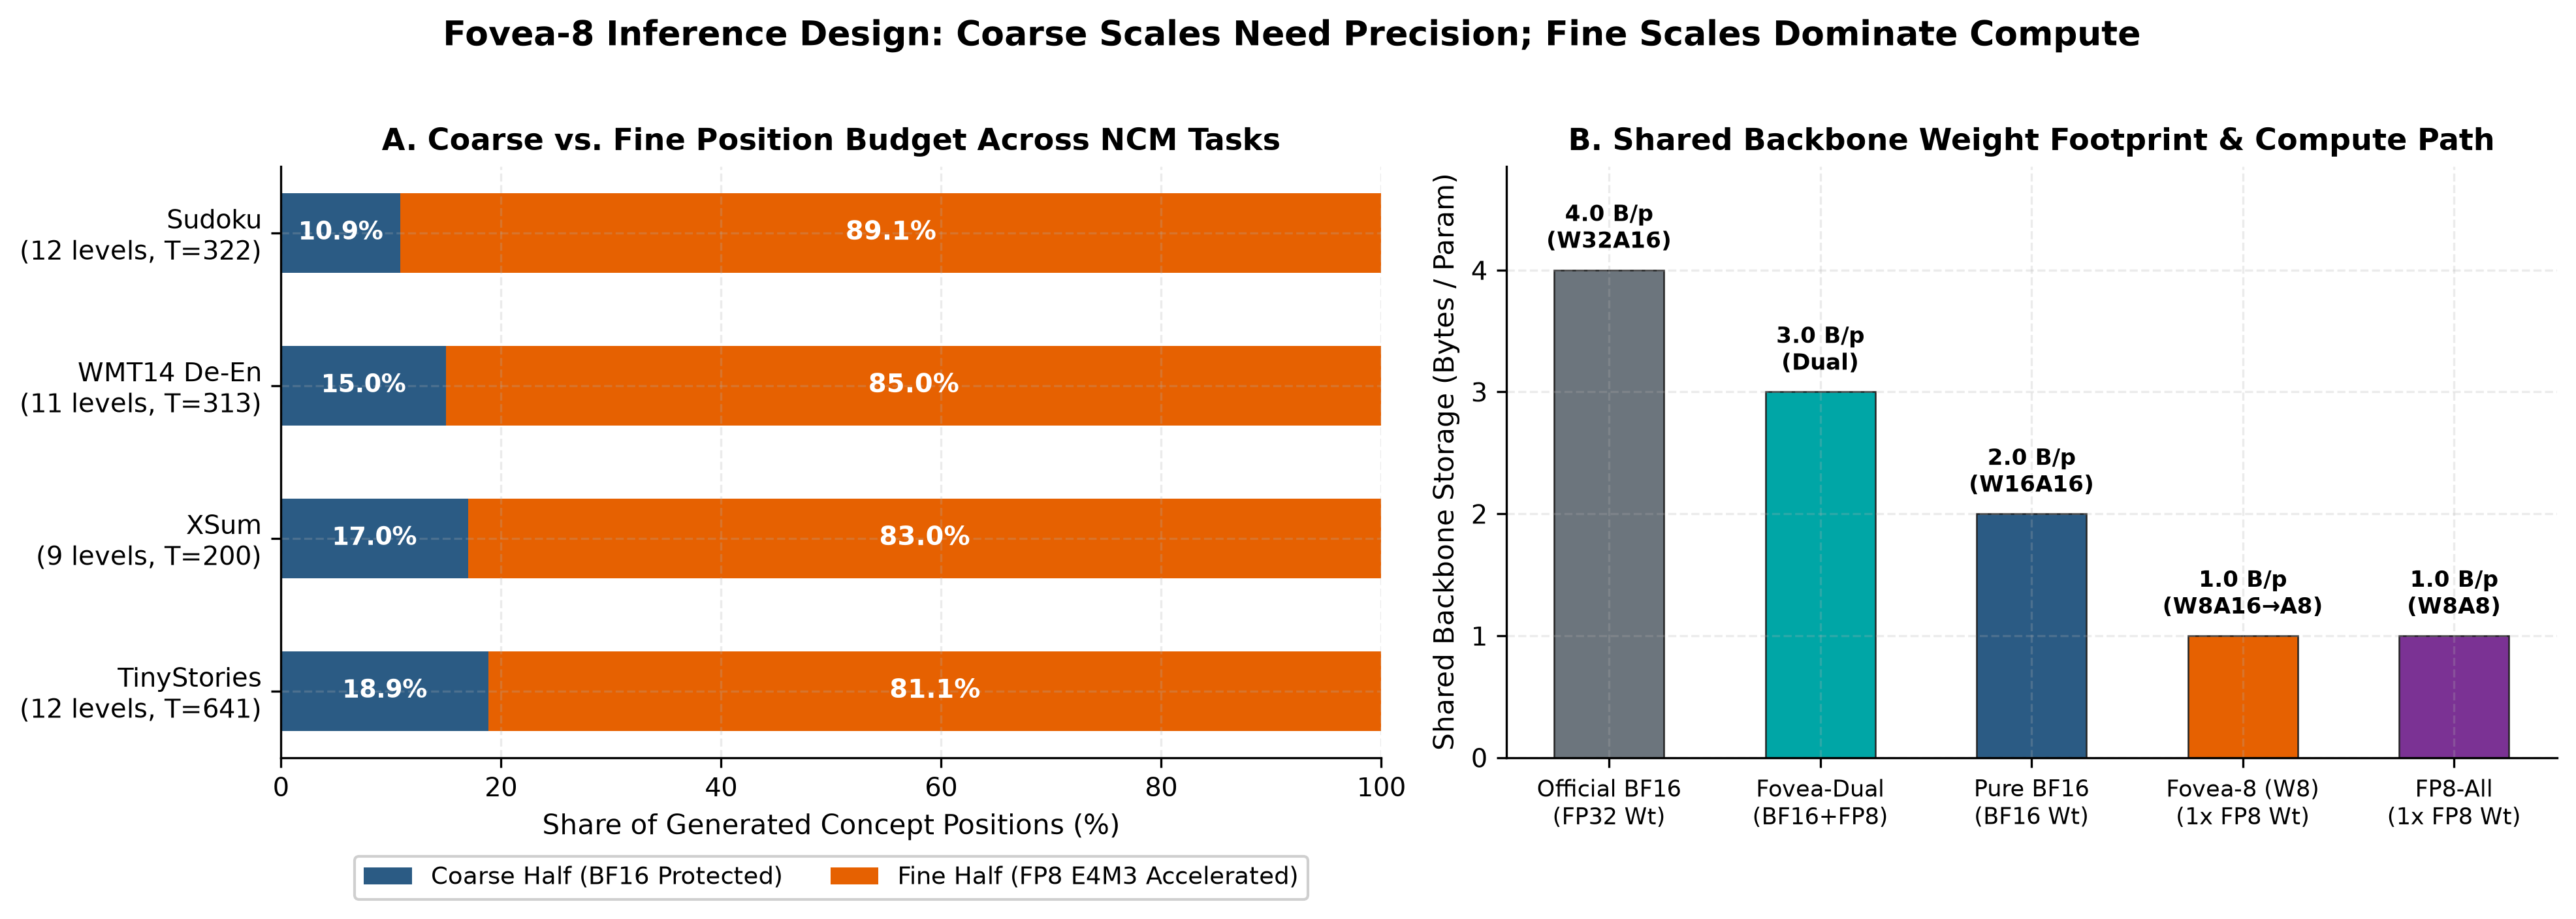 Fovea-8 Inference Design: Coarse Scales Need Precision; Fine Scales Dominate Compute
A. Coarse vs. Fine Position Budget Across NCM Tasks
Sudoku
(12 levels, T=322)
10.9%
89.1%
WMT14 De-En
(11 levels, T=313)
15.0%
85.0%
XSum
(9 levels, T=200)
17.0%
83.0%
TinyStories
(12 levels, T=641)
18.9%
81.1%
0 20 40 60 80 100
Share of Generated Concept Positions (%)
Coarse Half (BF16 Protected)
Fine Half (FP8 E4M3 Accelerated)
B. Shared Backbone Weight Footprint & Compute Path
Shared Backbone Storage (Bytes / Param)
4
3
2
1
0
4.0 B/p
(W32A16)
3.0 B/p
(Dual)
2.0 B/p
(W16A16)
1.0 B/p
(W8A16→A8)
1.0 B/p
(W8A8)
Official BF16
(FP32 Wt)
Fovea-Dual
(BF16+FP8)
Pure BF16
(BF16 Wt)
Fovea-8 (W8)
(1x FP8 Wt)
FP8-All
(1x FP8 Wt)